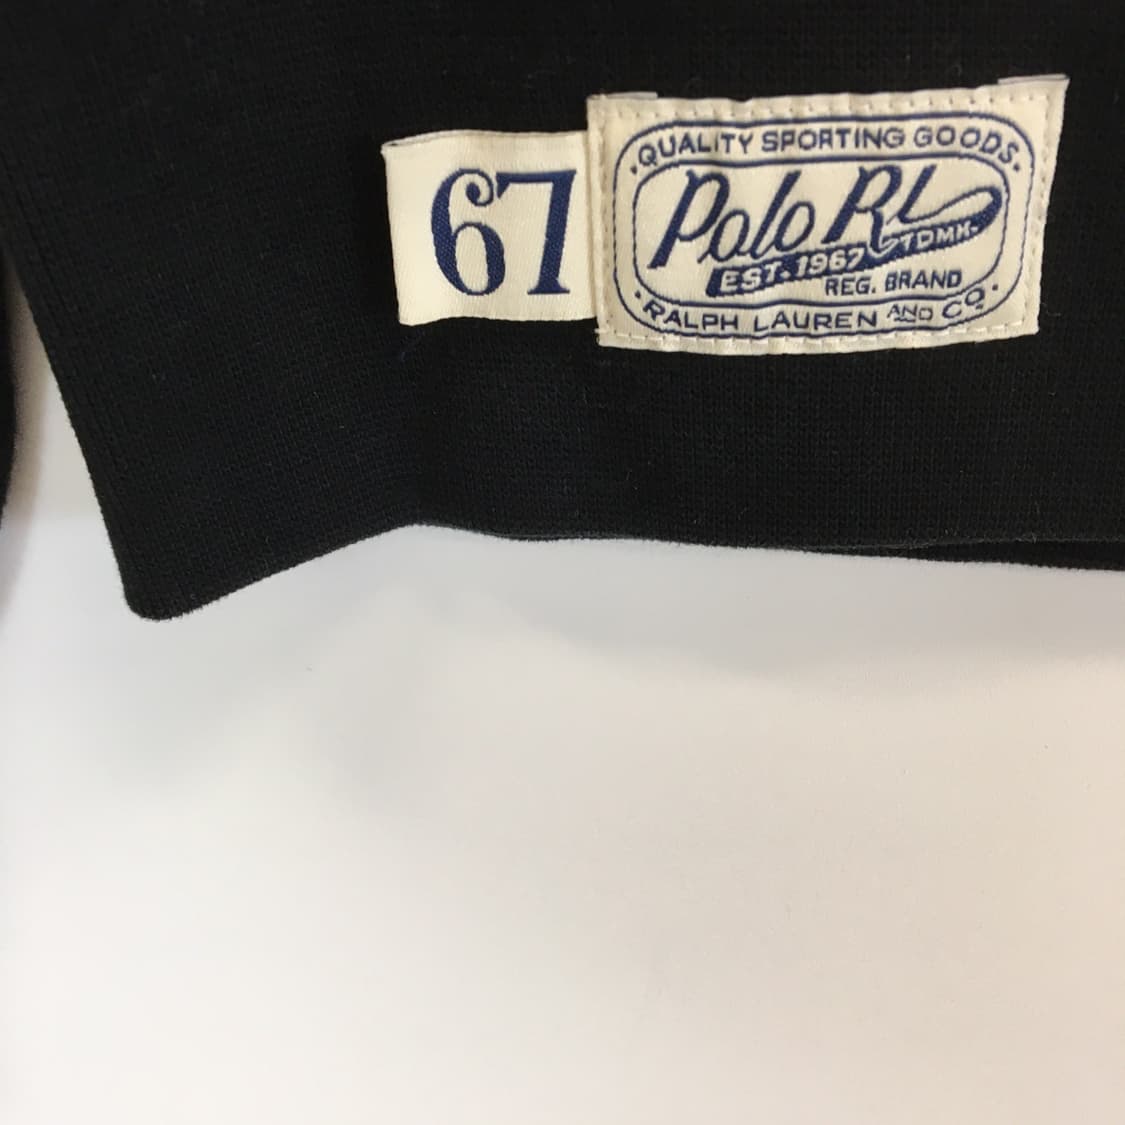 67
·QUALITY SPORTING GOODS·
Polo RL
EST. 1967 TDMK.
REG. BRAND
·RALPH LAUREN AND CO.·